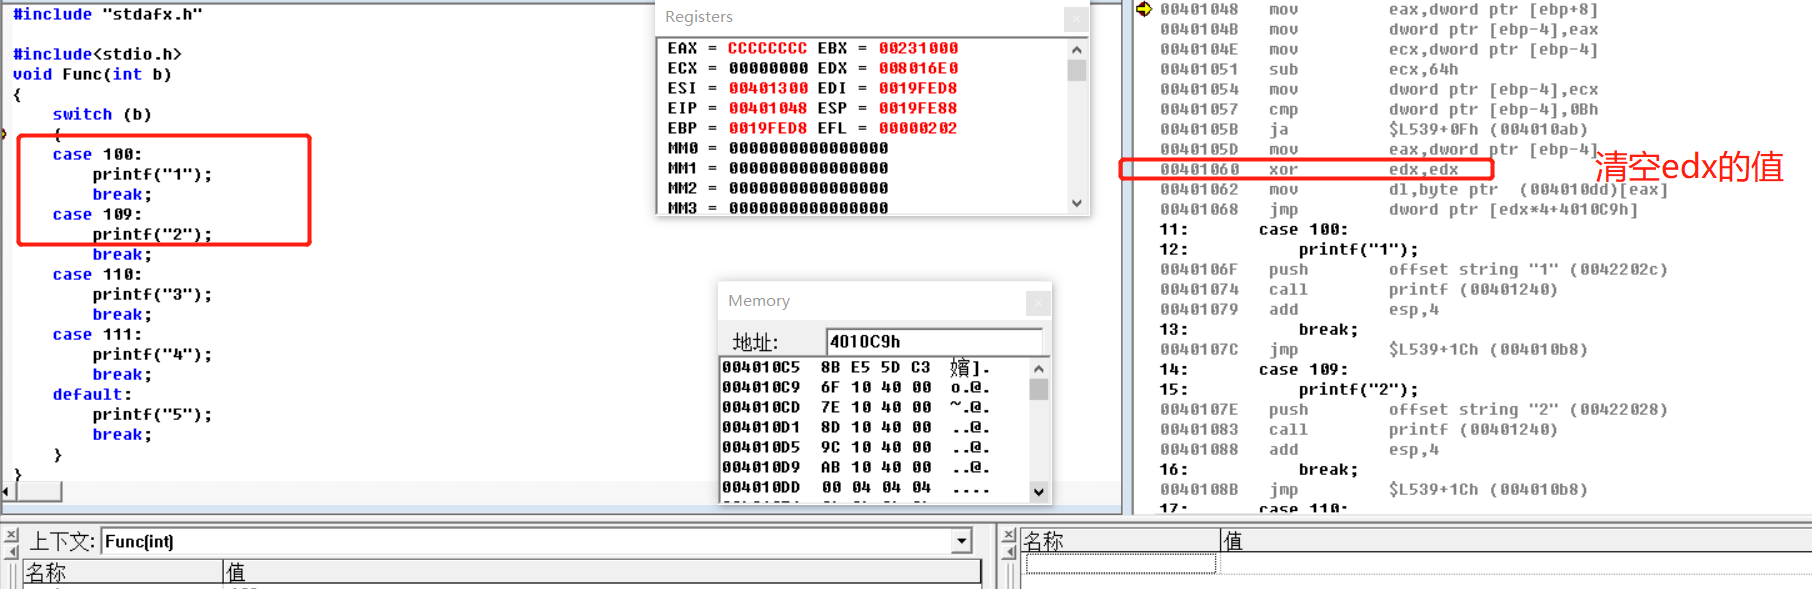 #include "stdafx.h"
#include<stdio.h>
void Func(int b)
{
switch (b)
{
case 100:
printf("1");
break;
case 109:
printf("2");
break;
case 110:
printf("3");
break;
case 111:
printf("4");
break;
default:
printf("5");
break;
}
}
Registers
EAX = CCCCCCCC EBX = 00231000
ECX = 00000000 EDX = 008016E0
ESI = 00401300 EDI = 0019FED8
EIP = 00401048 ESP = 0019FE88
EBP = 0019FED8 EFL = 00000202
MM0 = 0000000000000000
MM1 = 0000000000000000
MM2 = 0000000000000000
MM3 = 0000000000000000
Memory
地址: 4010C9h
004010C5 8B E5 5D C3 嬪].
004010C9 6F 10 40 00 o.@.
004010CD 7E 10 40 00 ~.@.
004010D1 8D 10 40 00 ..@.
004010D5 9C 10 40 00 ..@.
004010D9 AB 10 40 00 ..@.
004010DD 00 04 04 04 ....
00401048 mov eax,dword ptr [ebp+8]
0040104B mov dword ptr [ebp-4],eax
0040104E mov ecx,dword ptr [ebp-4]
00401051 sub ecx,64h
00401054 mov dword ptr [ebp-4],ecx
00401057 cmp dword ptr [ebp-4],0Bh
0040105B ja $L539+0Fh (004010ab)
0040105D mov eax,dword ptr [ebp-4]
00401060 xor edx,edx
清空edx的值
00401062 mov dl,byte ptr (004010dd)[eax]
00401068 jmp dword ptr [edx*4+4010C9h]
11: case 100:
12: printf("1");
0040106F push offset string "1" (0042202c)
00401074 call printf (00401240)
00401079 add esp,4
13: break;
0040107C jmp $L539+1Ch (004010b8)
14: case 109:
15: printf("2");
0040107E push offset string "2" (00422028)
00401083 call printf (00401240)
00401088 add esp,4
16: break;
0040108B jmp $L539+1Ch (004010b8)
17: case 110:
上下文: Func(int)
名称 值
名称 值